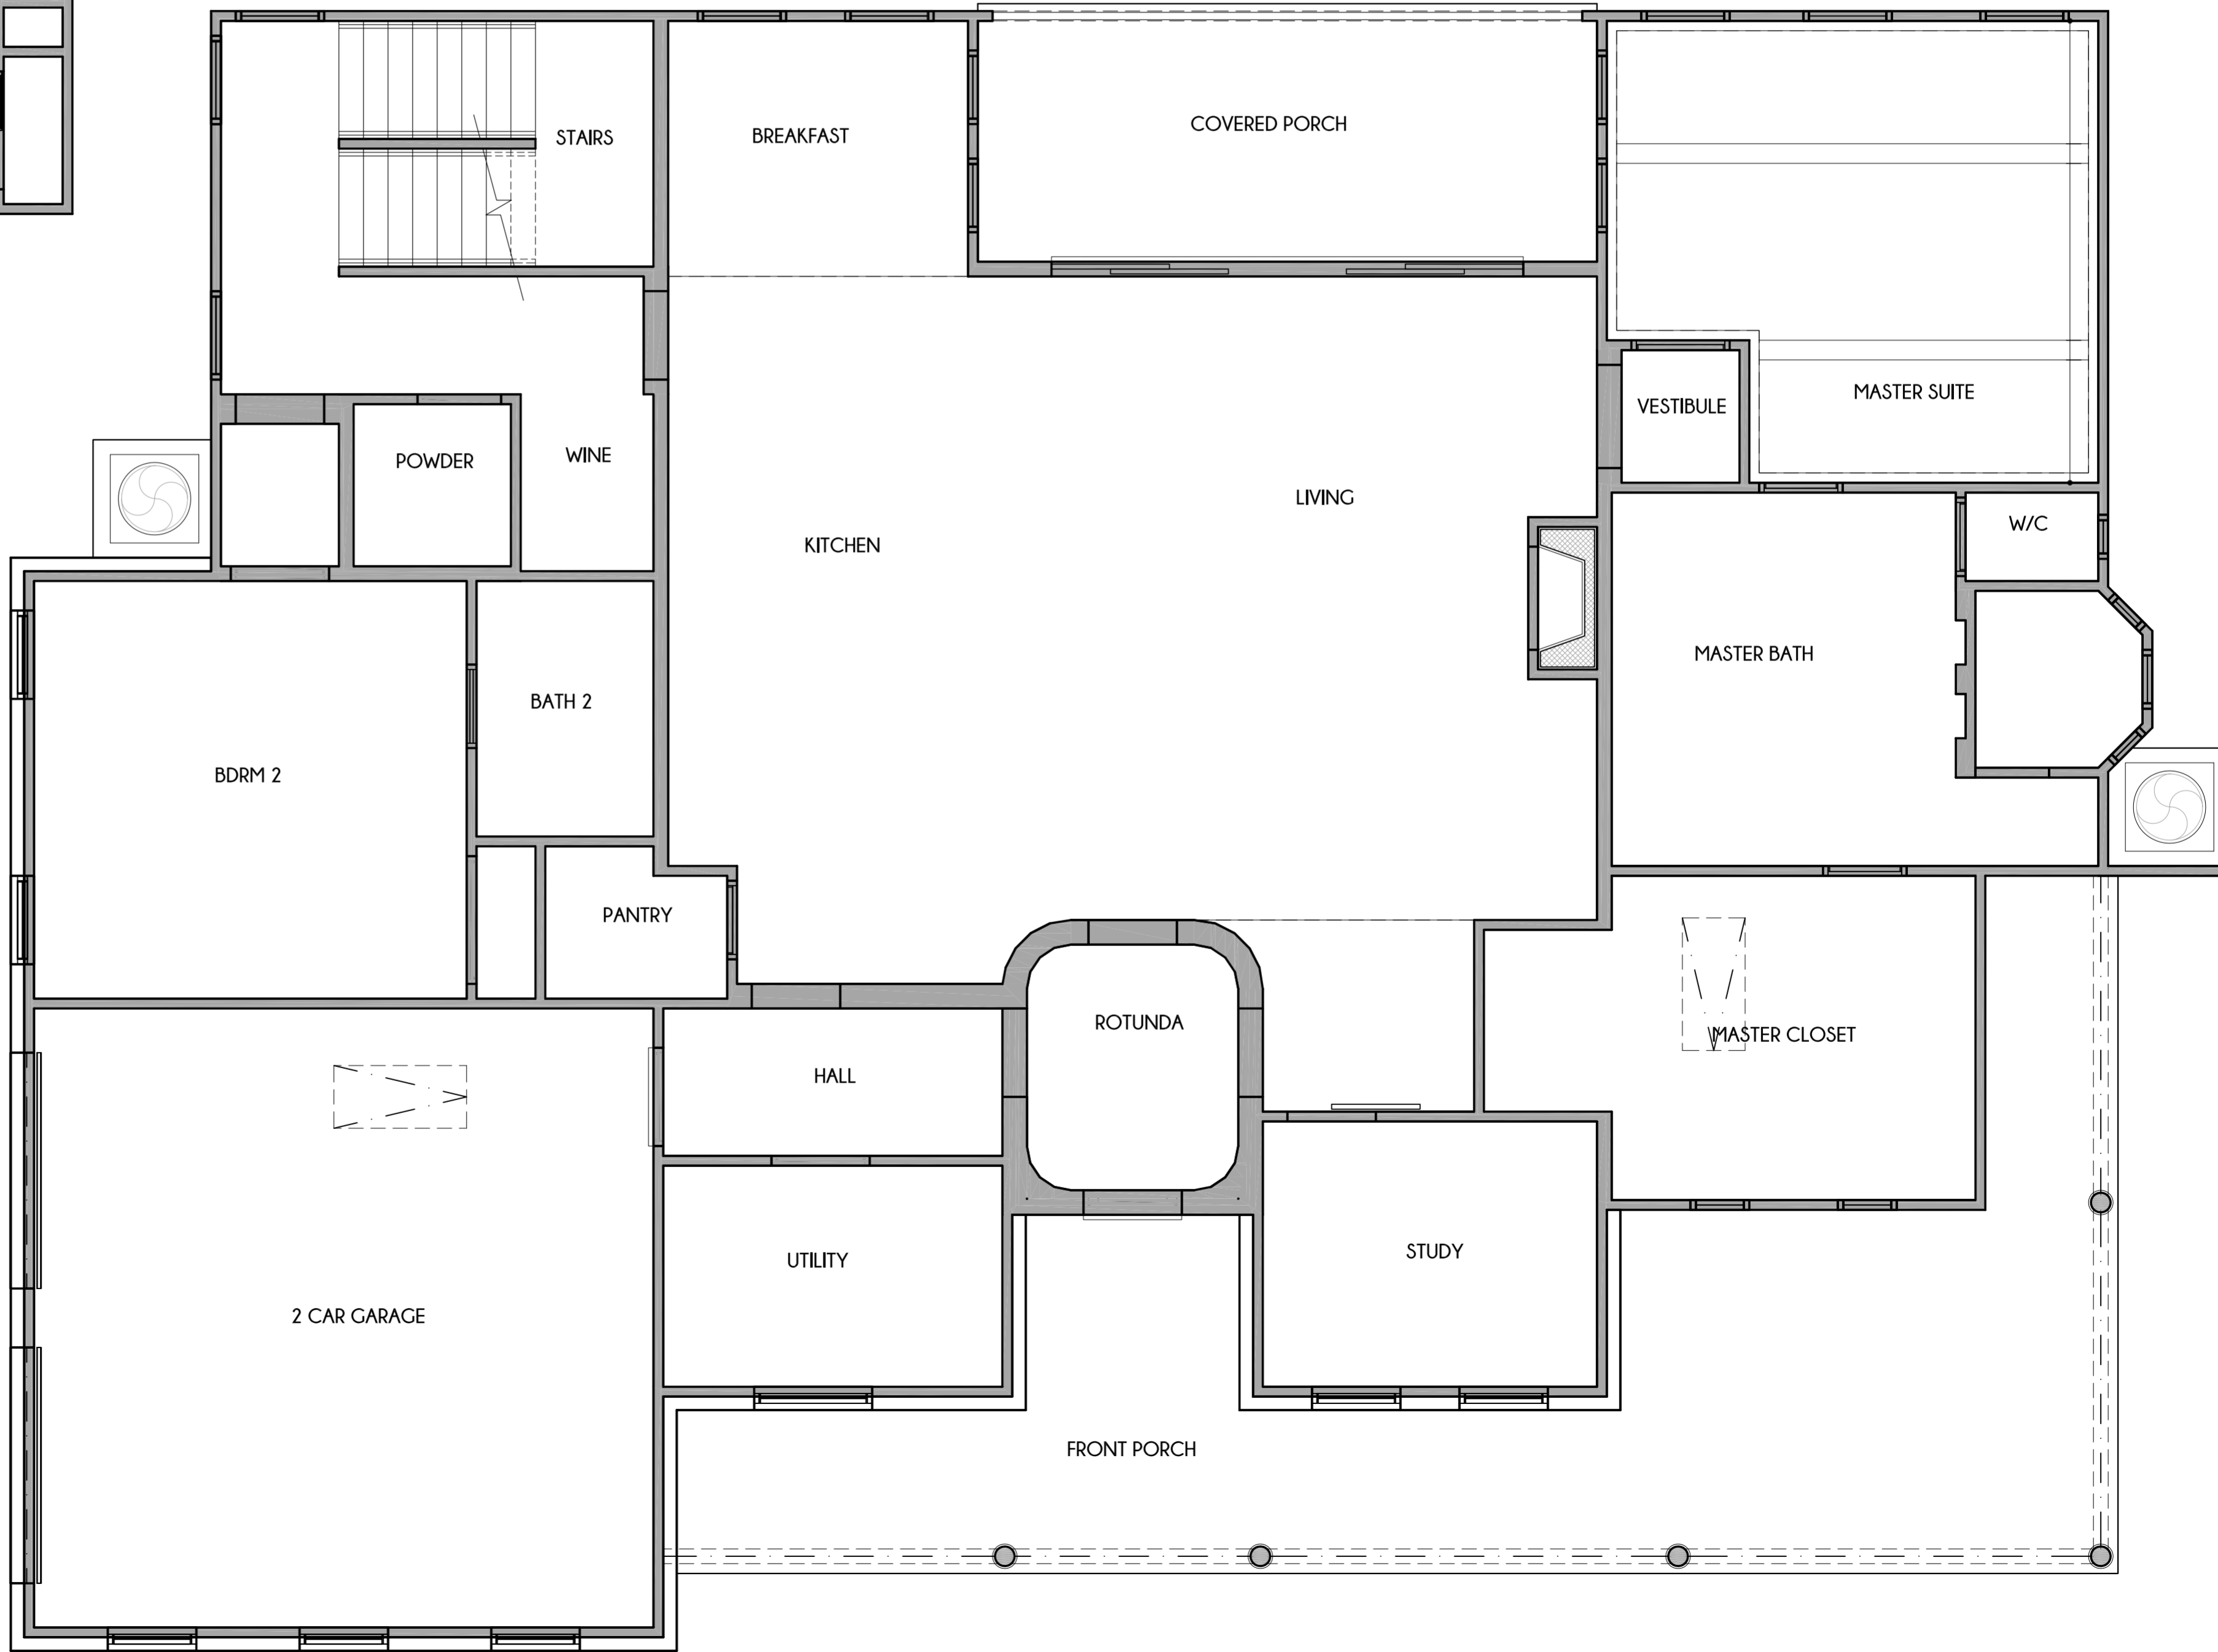 COVERED PORCH
STAIRS
BREAKFAST
MASTER SUITE
VESTIBULE
WINE
POWDER
LIVING
W/C
KITCHEN
MASTER BATH
BATH 2
BDRM 2
PANTRY
ROTUNDA
MASTER CLOSET
HALL
STUDY
UTILITY
2 CAR GARAGE
FRONT PORCH